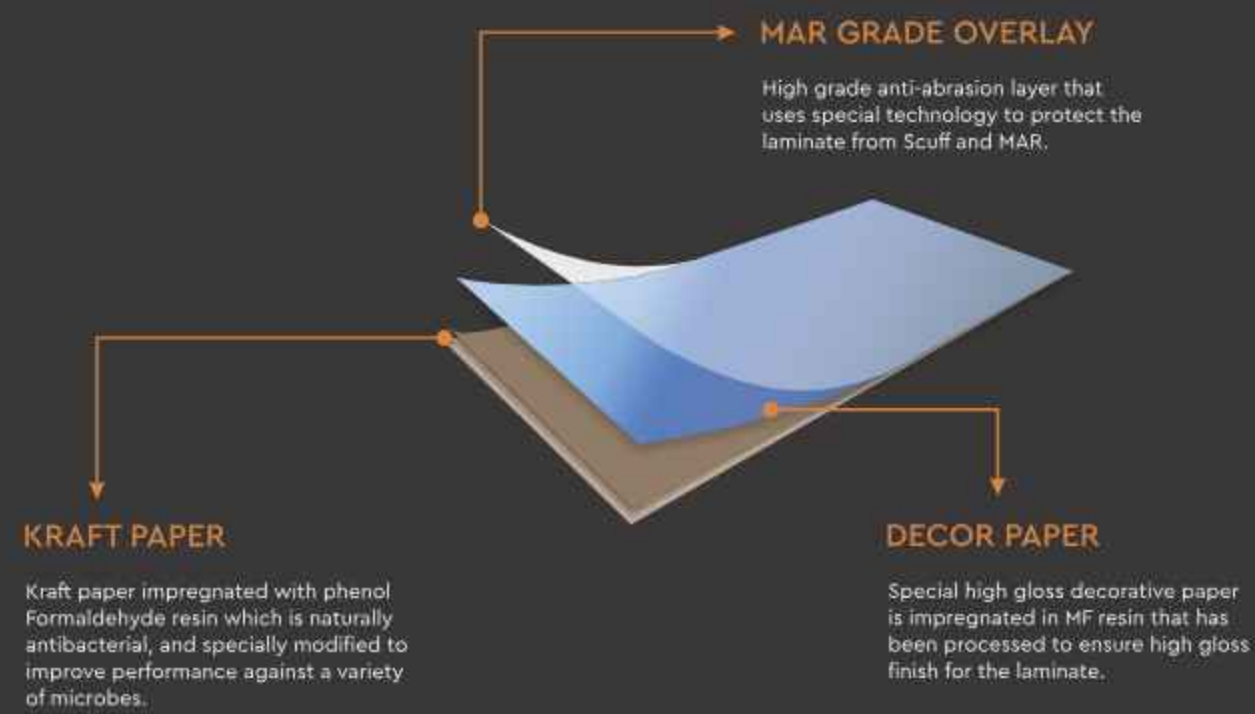 MAR GRADE OVERLAY
High grade anti-abrasion layer that
uses special technology to protect the
laminate from Scuff and MAR.
KRAFT PAPER
Kraft paper impregnated with phenol
Formaldehyde resin which is naturally
antibacterial, and specially modified to
improve performance against a variety
of microbes.
DECOR PAPER
Special high gloss decorative paper
is impregnated in MF resin that has
been processed to ensure high gloss
finish for the laminate.